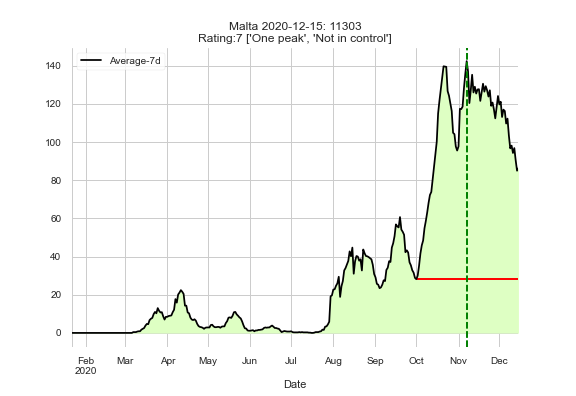 Malta 2020-12-15: 11303
Rating:7 ['One peak', 'Not in control']
Average-7d
140
120
100
80
60
40
20
0
Feb Mar Apr May Jun Jul Aug Sep Oct Nov Dec
2020
Date